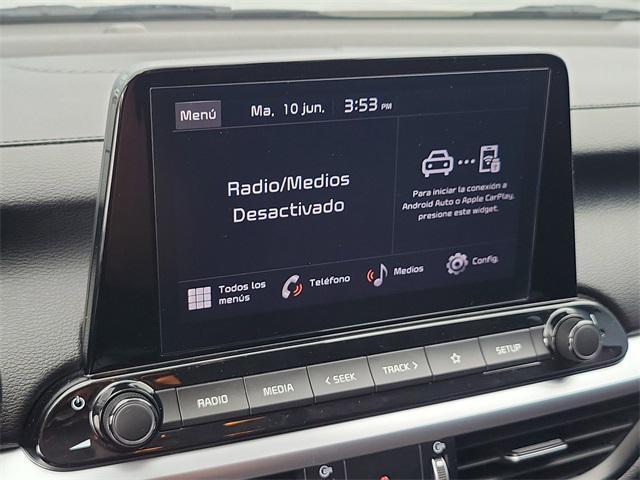 Menú
Ma. 10 jun. 3:53 PM
Radio/Medios
Desactivado
Para iniciar la conexión a
Android Auto o Apple CarPlay,
presione este widget.
Todos los
menús
Teléfono
Medios
Config.
RADIO
MEDIA
< SEEK
TRACK >
SETUP